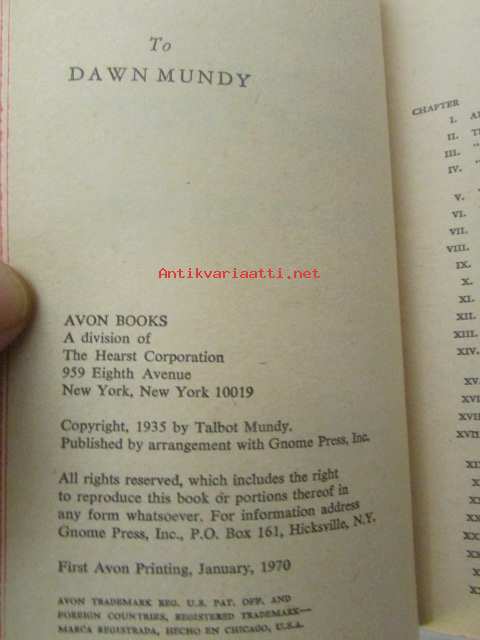 To
DAWN MUNDY
Antikvariaatti.net
AVON BOOKS
A division of
The Hearst Corporation
959 Eighth Avenue
New York, New York 10019
Copyright, 1935 by Talbot Mundy.
Published by arrangement with Gnome Press, Inc.
All rights reserved, which includes the right
to reproduce this book or portions thereof in
any form whatsoever. For information address
Gnome Press, Inc., P.O. Box 161, Hicksville, N.Y.
First Avon Printing, January, 1970
AVON TRADEMARK REG. U.S. PAT. OFF. AND
FOREIGN COUNTRIES, REGISTERED TRADEMARK—
MARCA REGISTRADA, HECHO EN CHICAGO, U.S.A.
CHAPTER
I.
II.
III.
IV.
V.
VI.
VII.
VIII.
IX.
X.
XI.
XII.
XIII.
XIV.